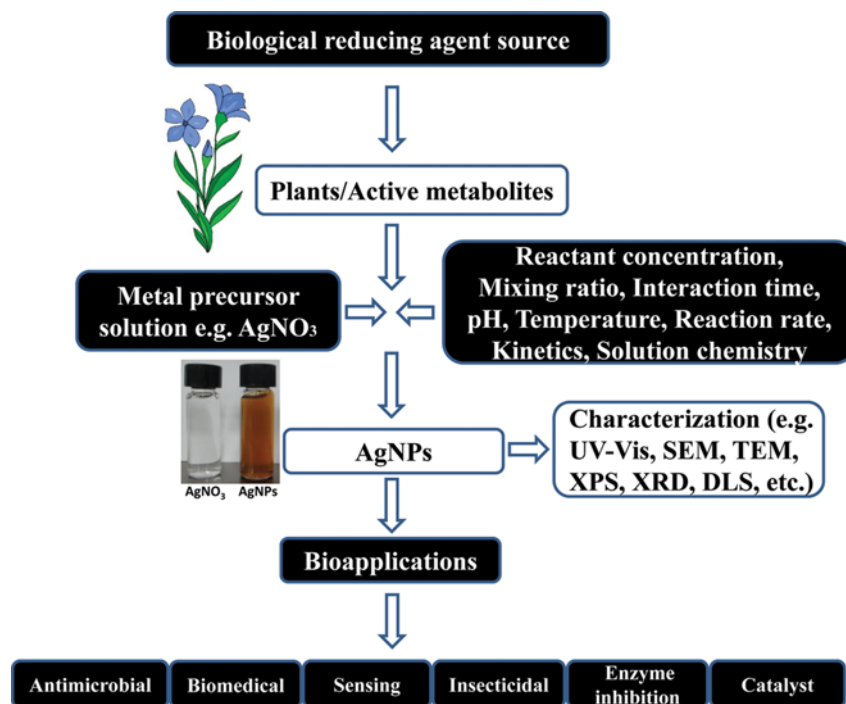 Biological reducing agent source
Plants/Active metabolites
Metal precursor
solution e.g. AgNO₃
Reactant concentration,
Mixing ratio, Interaction time,
pH, Temperature, Reaction rate,
Kinetics, Solution chemistry
AgNO₃ AgNPs
AgNPs
Characterization (e.g.
UV-Vis, SEM, TEM,
XPS, XRD, DLS, etc.)
Bioapplications
Antimicrobial
Biomedical
Sensing
Insecticidal
Enzyme
inhibition
Catalyst